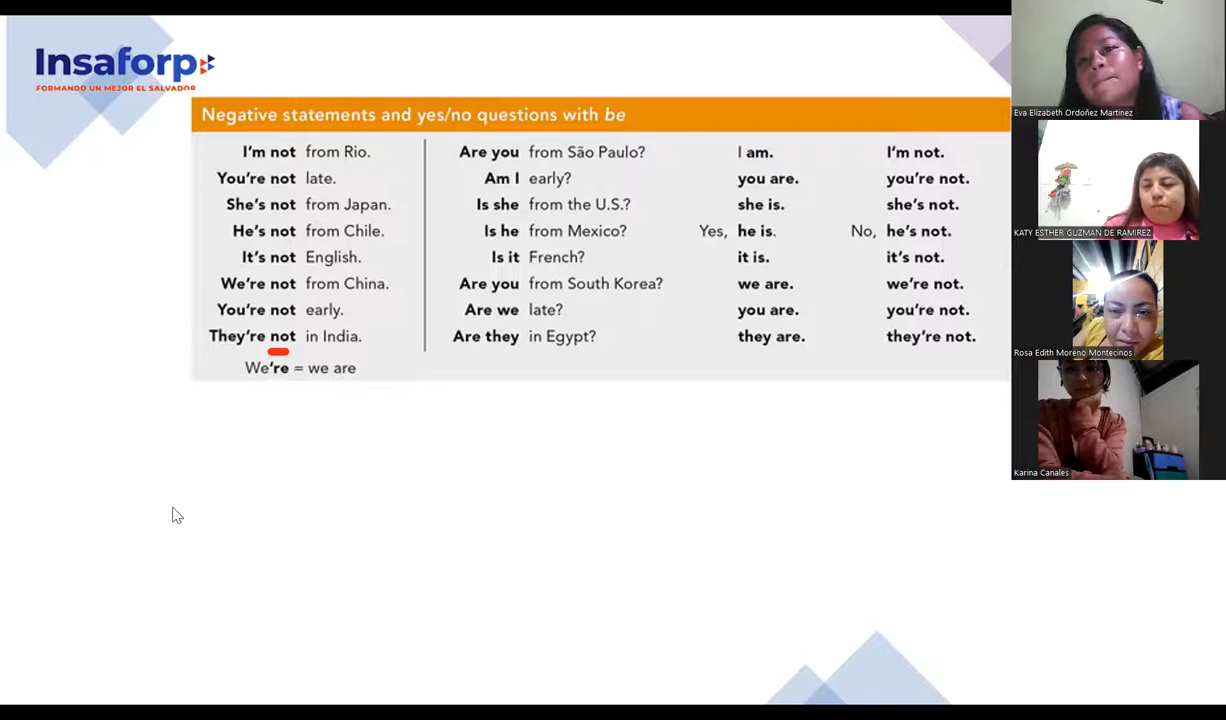 Insaforp
FORMANDO UN MEJOR EL SALVADOR
Negative statements and yes/no questions with be
I'm not from Rio. Are you from São Paulo? I am. I'm not.
You're not late. Am I early? you are. you're not.
She's not from Japan. Is she from the U.S.? she is. she's not.
He's not from Chile. Is he from Mexico? Yes, he is. No, he's not.
It's not English. Is it French? it is. it's not.
We're not from China. Are you from South Korea? we are. we're not.
You're not early. Are we late? you are. you're not.
They're not in India. Are they in Egypt? they are. they're not.
We're = we are
Eva Elizabeth Ordoñez Martinez
KATY ESTHER GUZMAN DE RAMIREZ
Rosa Edith Moreno Montecinos
Karina Canales